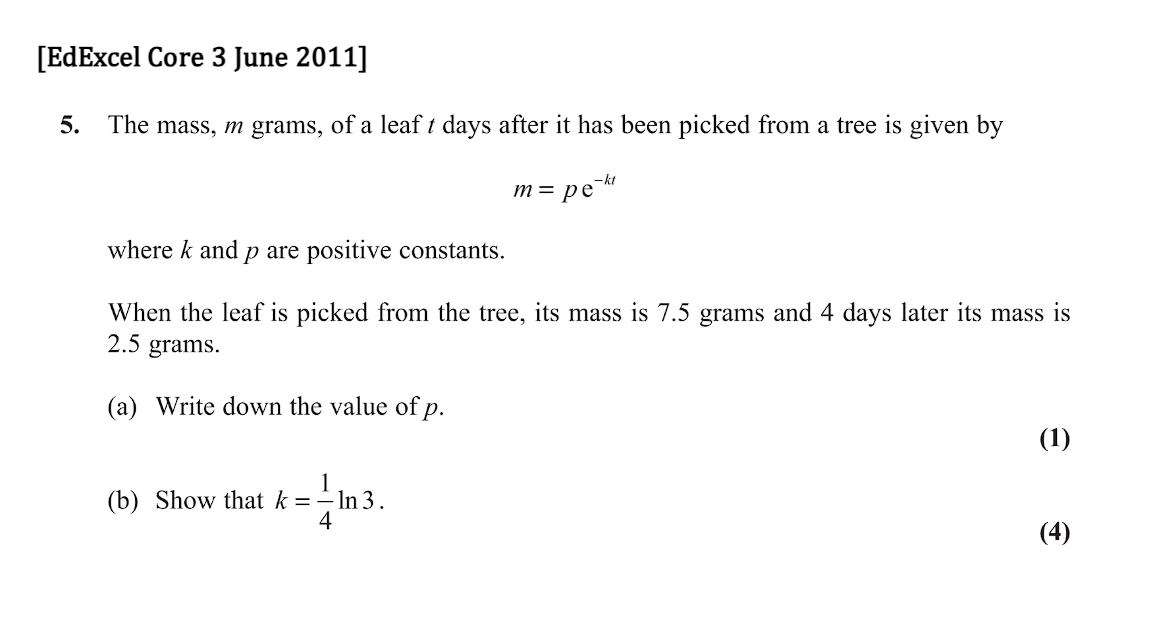 [EdExcel Core 3 June 2011]
5. The mass, m grams, of a leaf t days after it has been picked from a tree is given by
m = pe^{-kt}
where k and p are positive constants.
When the leaf is picked from the tree, its mass is 7.5 grams and 4 days later its mass is
2.5 grams.
(a) Write down the value of p.
(1)
(b) Show that k = \frac{1}{4} ln 3.
(4)